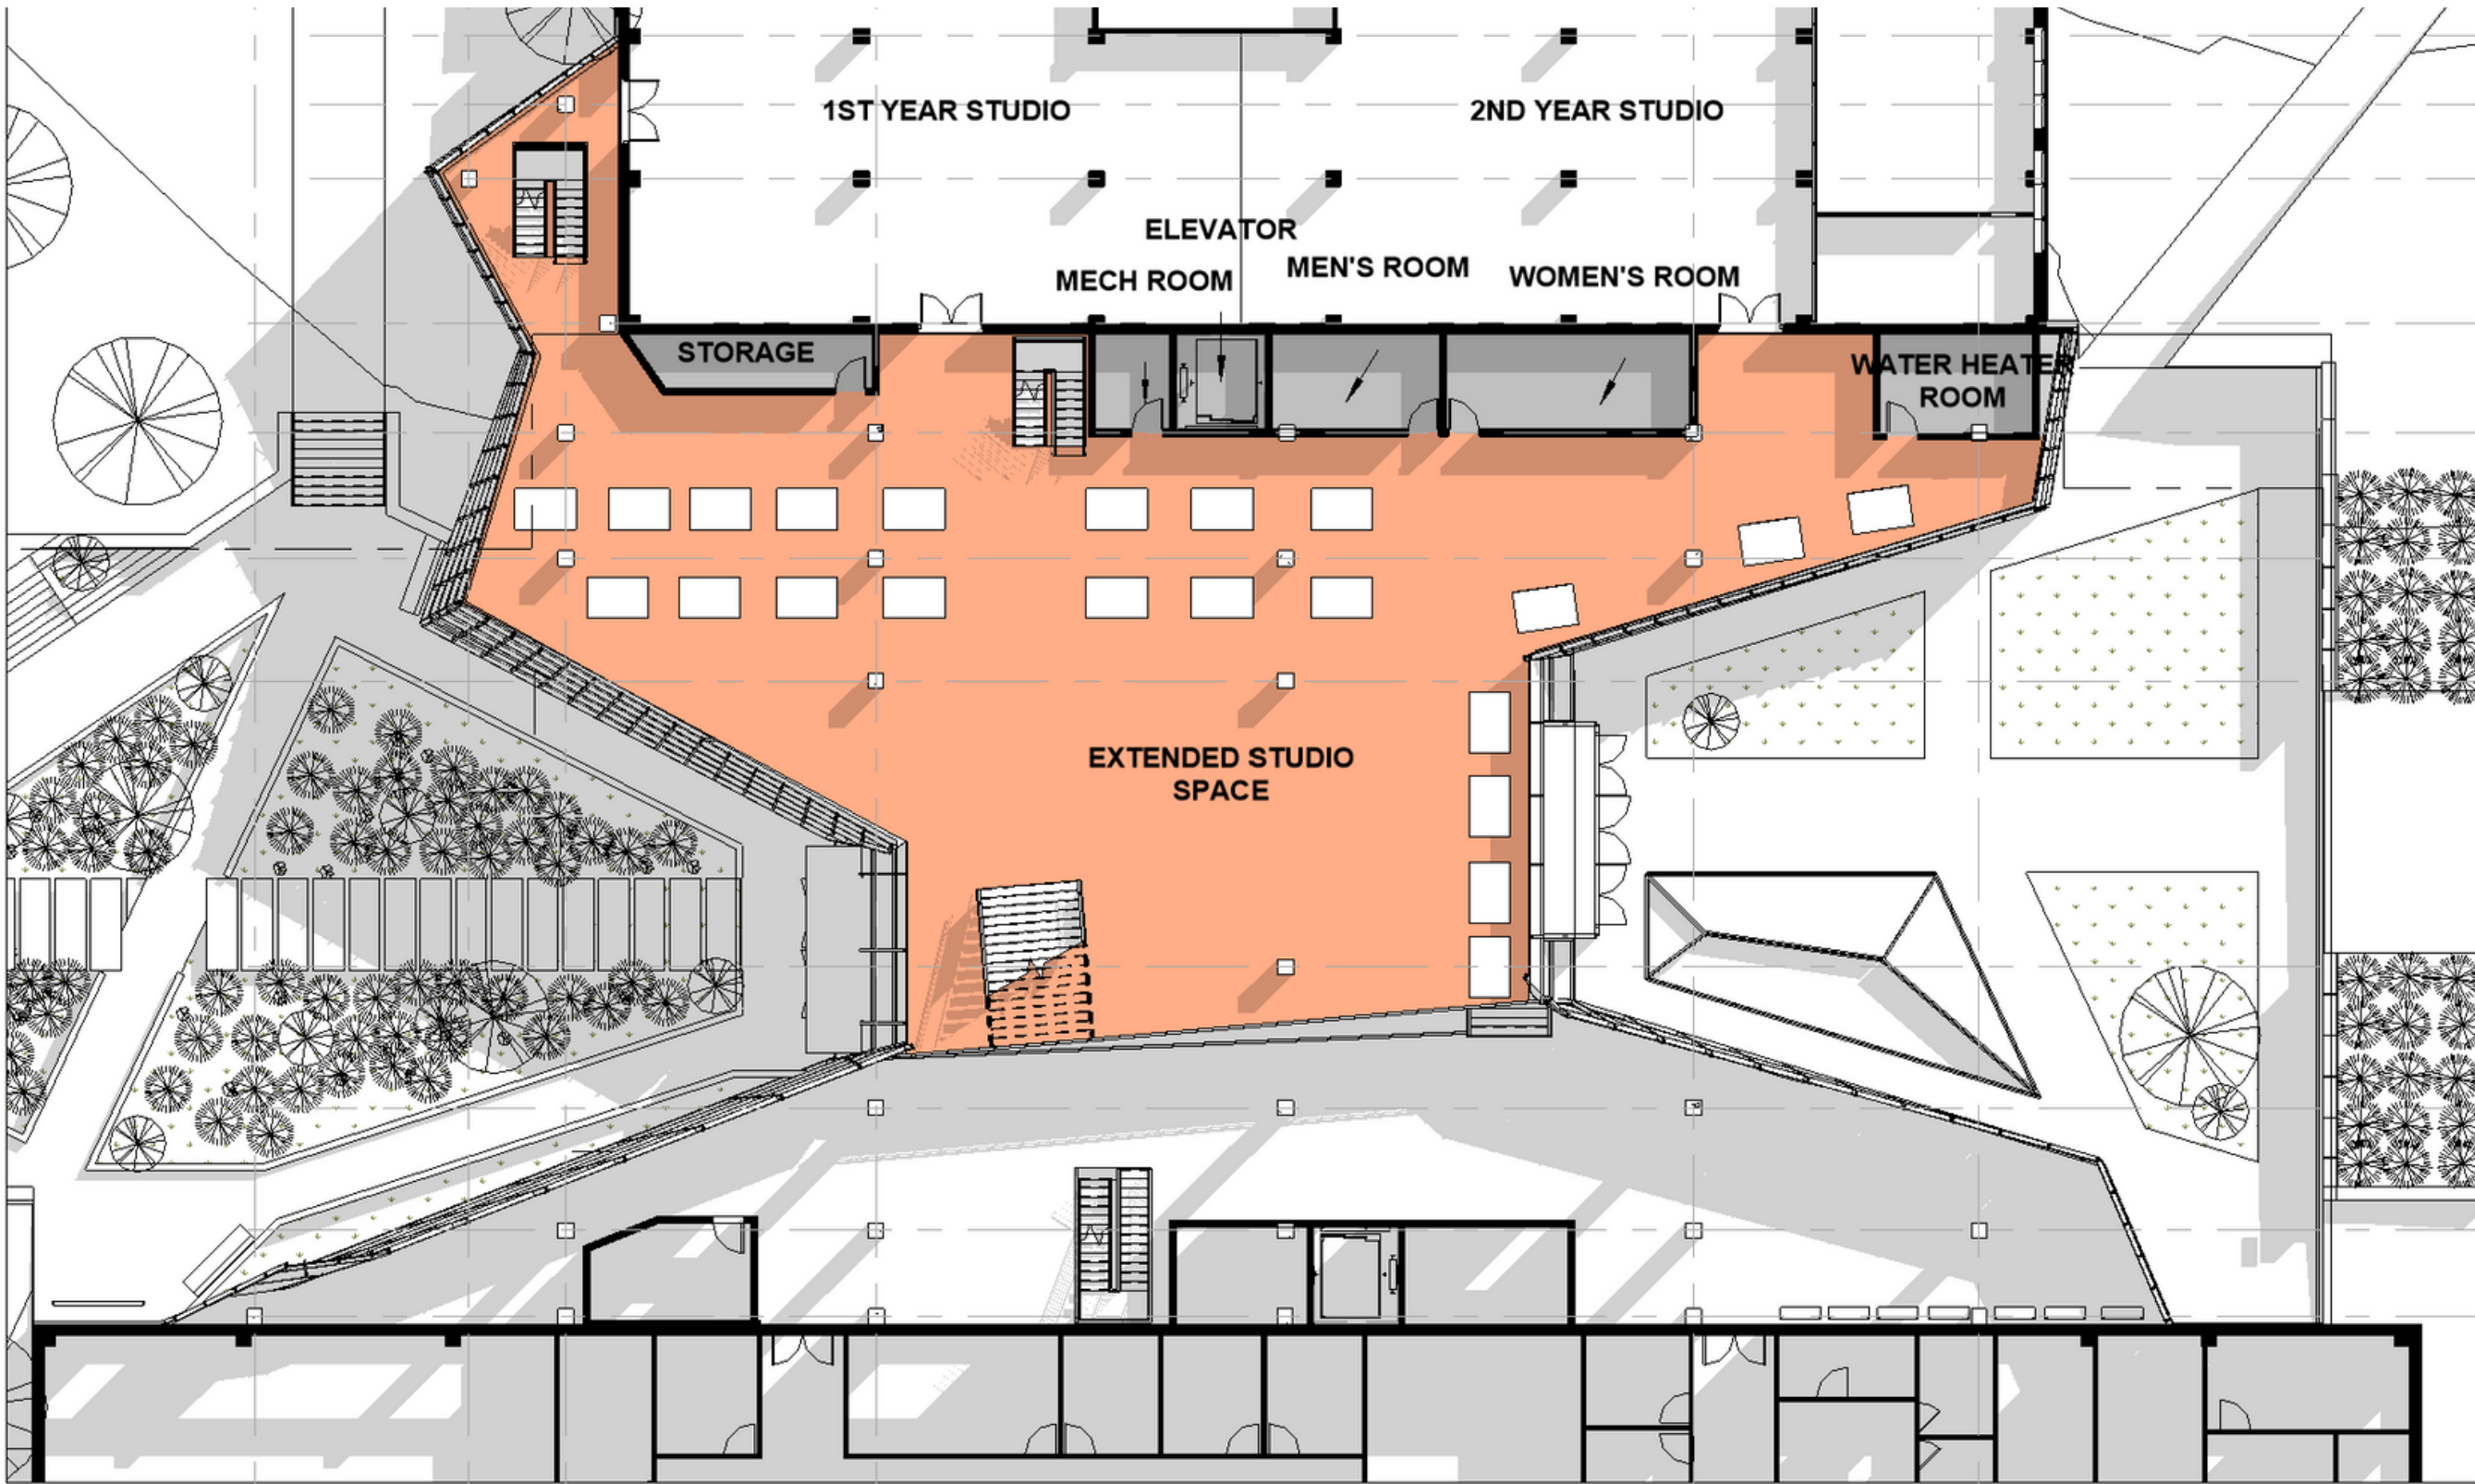 1ST YEAR STUDIO
2ND YEAR STUDIO
ELEVATOR
MECH ROOM
MEN'S ROOM
WOMEN'S ROOM
STORAGE
WATER HEATER
ROOM
EXTENDED STUDIO
SPACE